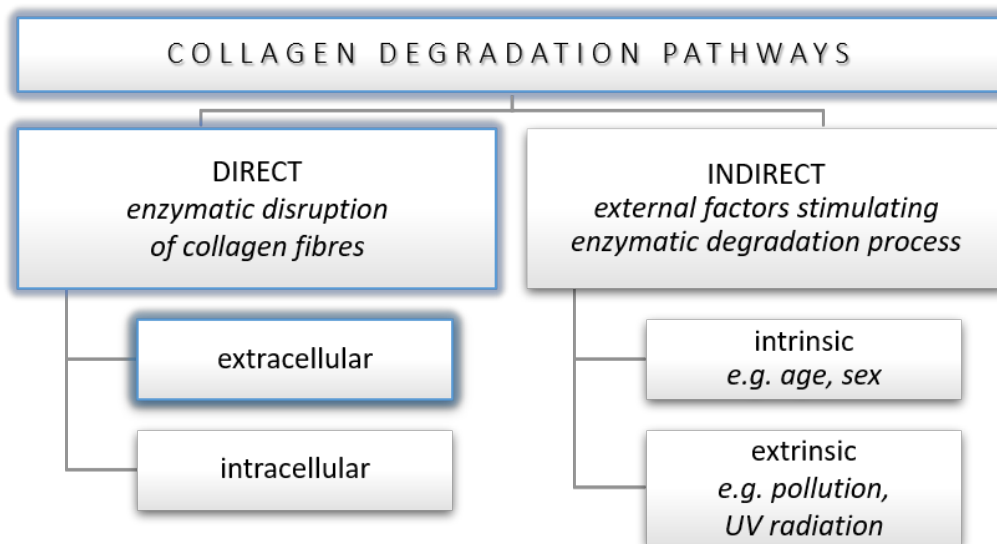 COLLAGEN DEGRADATION PATHWAYS
DIRECT
enzymatic disruption
of collagen fibres
extracellular
intracellular
INDIRECT
external factors stimulating
enzymatic degradation process
intrinsic
e.g. age, sex
extrinsic
e.g. pollution,
UV radiation